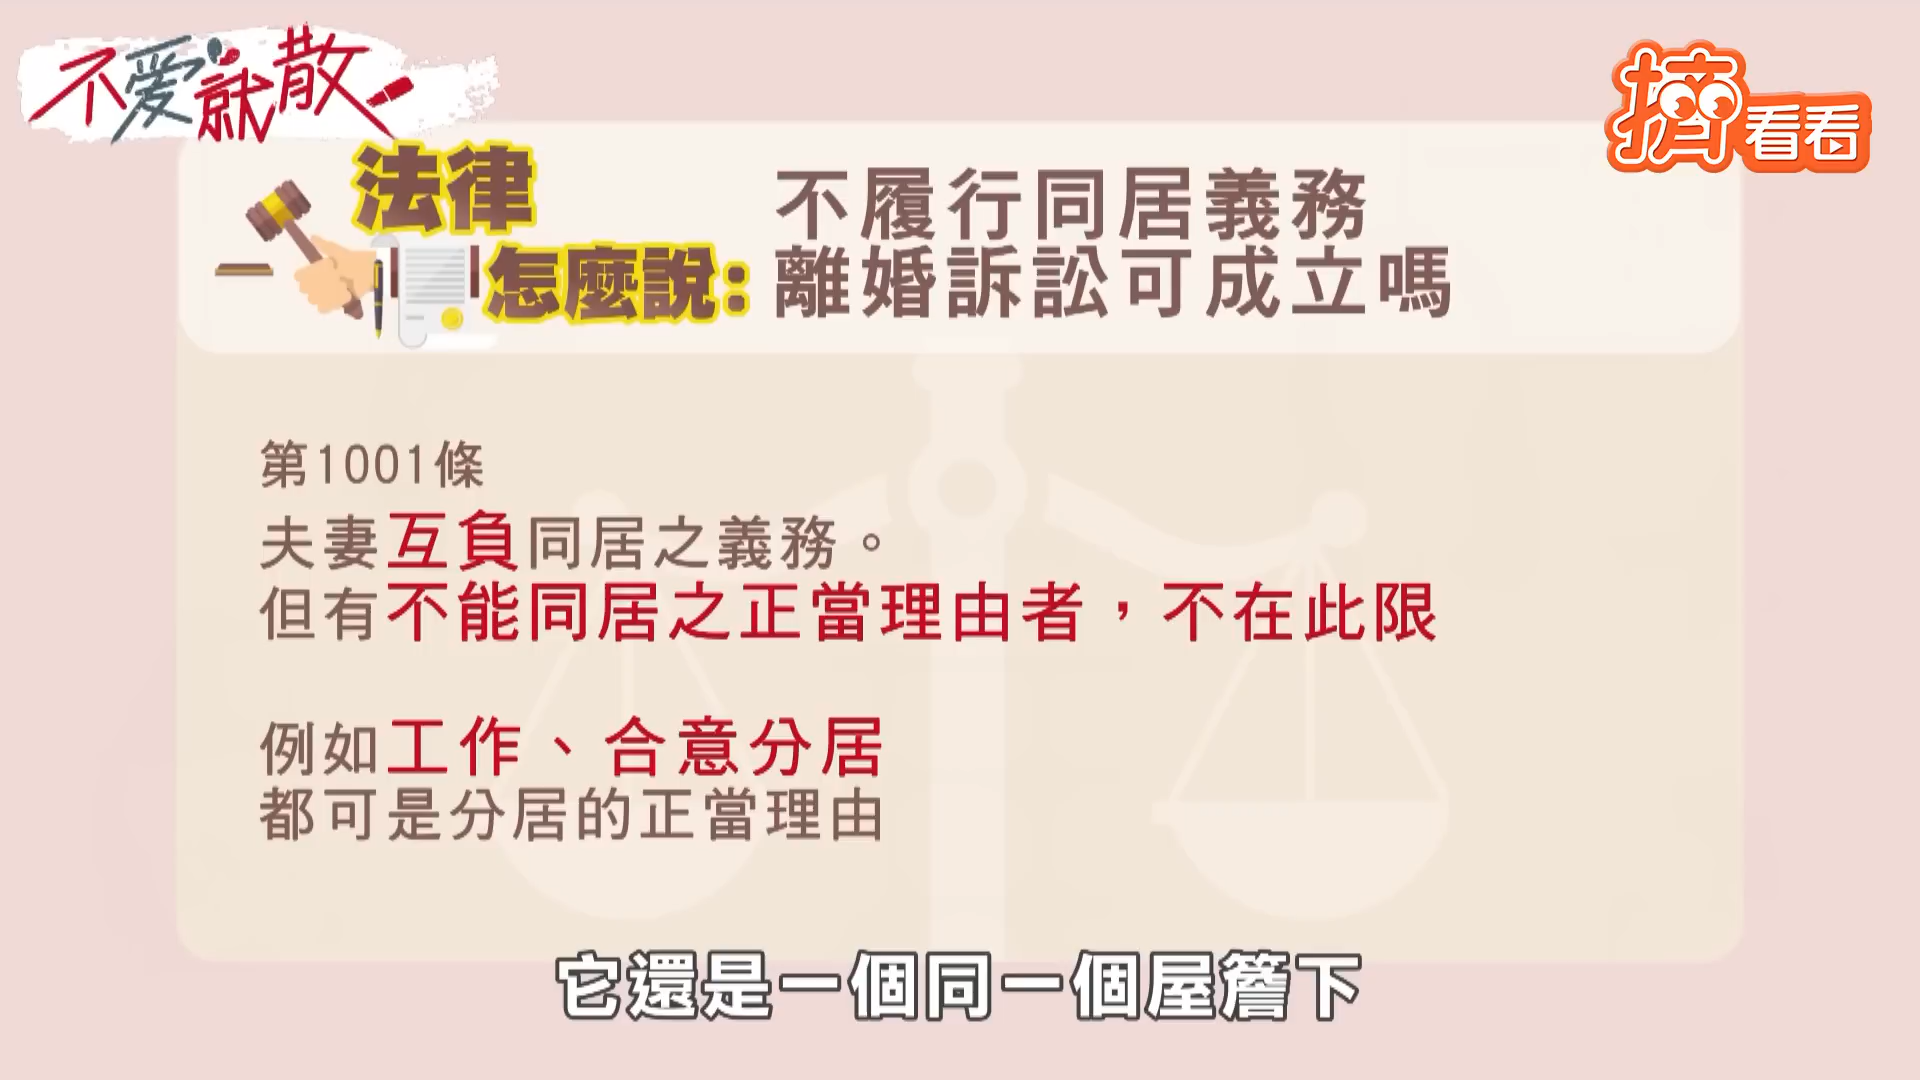 不愛就散
擠看看
法律
怎麼說:
不履行同居義務
離婚訴訟可成立嗎
第1001條
夫妻互負同居之義務。
但有不能同居之正當理由者，不在此限
例如工作、合意分居
都可是分居的正當理由
它還是一個同一個屋簷下